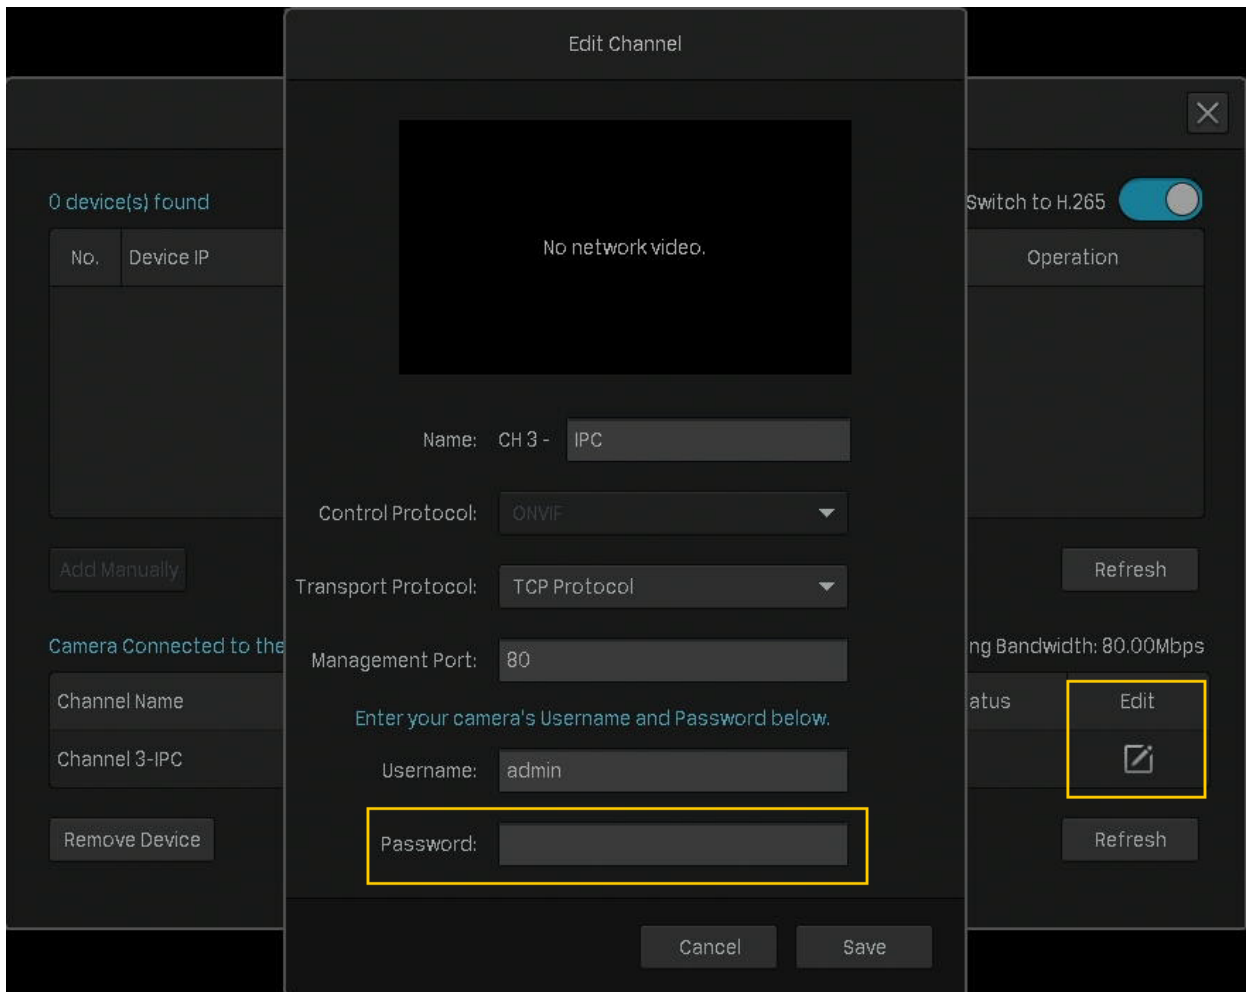 Edit Channel
0 device(s) found
Switch to H.265
No. Device IP Operation
No network video.
Name: CH 3 - IPC
Control Protocol: ONVIF
Add Manually Refresh
Transport Protocol: TCP Protocol
Camera Connected to the ng Bandwidth: 80.00Mbps
Management Port: 80
Channel Name atus Edit
Enter your camera's Username and Password below.
Channel 3-IPC
Username: admin
Remove Device Refresh
Password:
Cancel Save